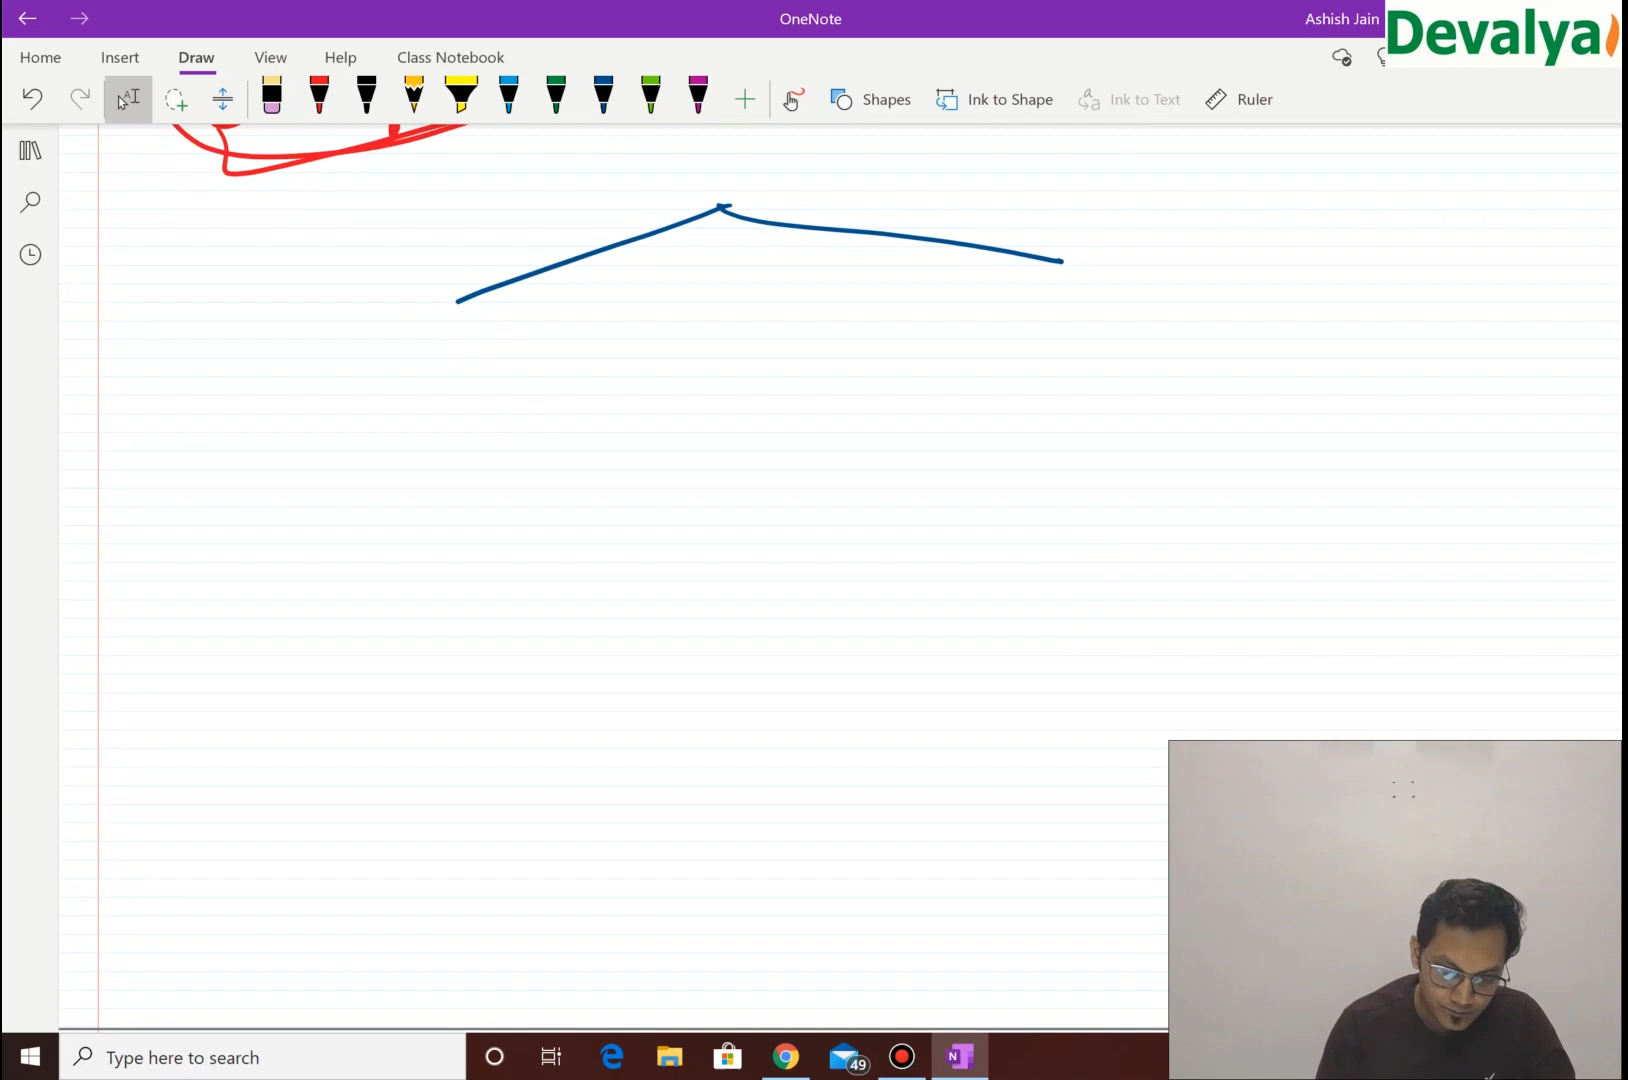 OneNote
Ashish Jain
Devalya
Home Insert Draw View Help Class Notebook
Shapes Ink to Shape Ink to Text Ruler
Type here to search
49